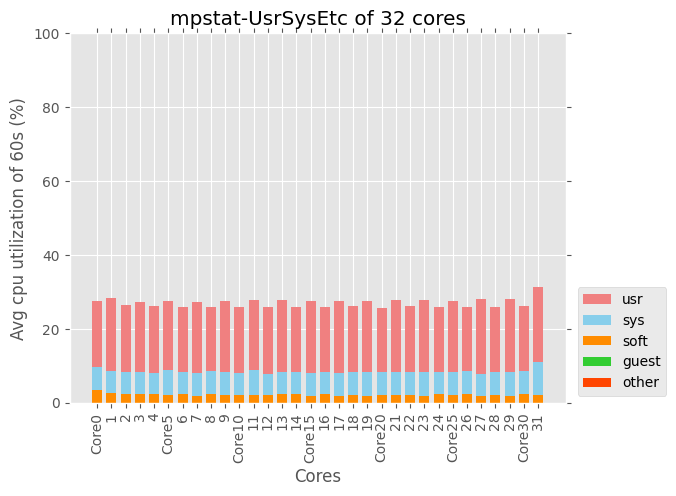 mpstat-UsrSysEtc of 32 cores
Avg cpu utilization of 60s (%)
100
80
60
40
20
0
Core0
1
2
3
4
Core5
6
7
8
9
Core10
11
12
13
14
Core15
16
17
18
19
Core20
21
22
23
24
Core25
26
27
28
29
Core30
31
Cores
usr
sys
soft
guest
other